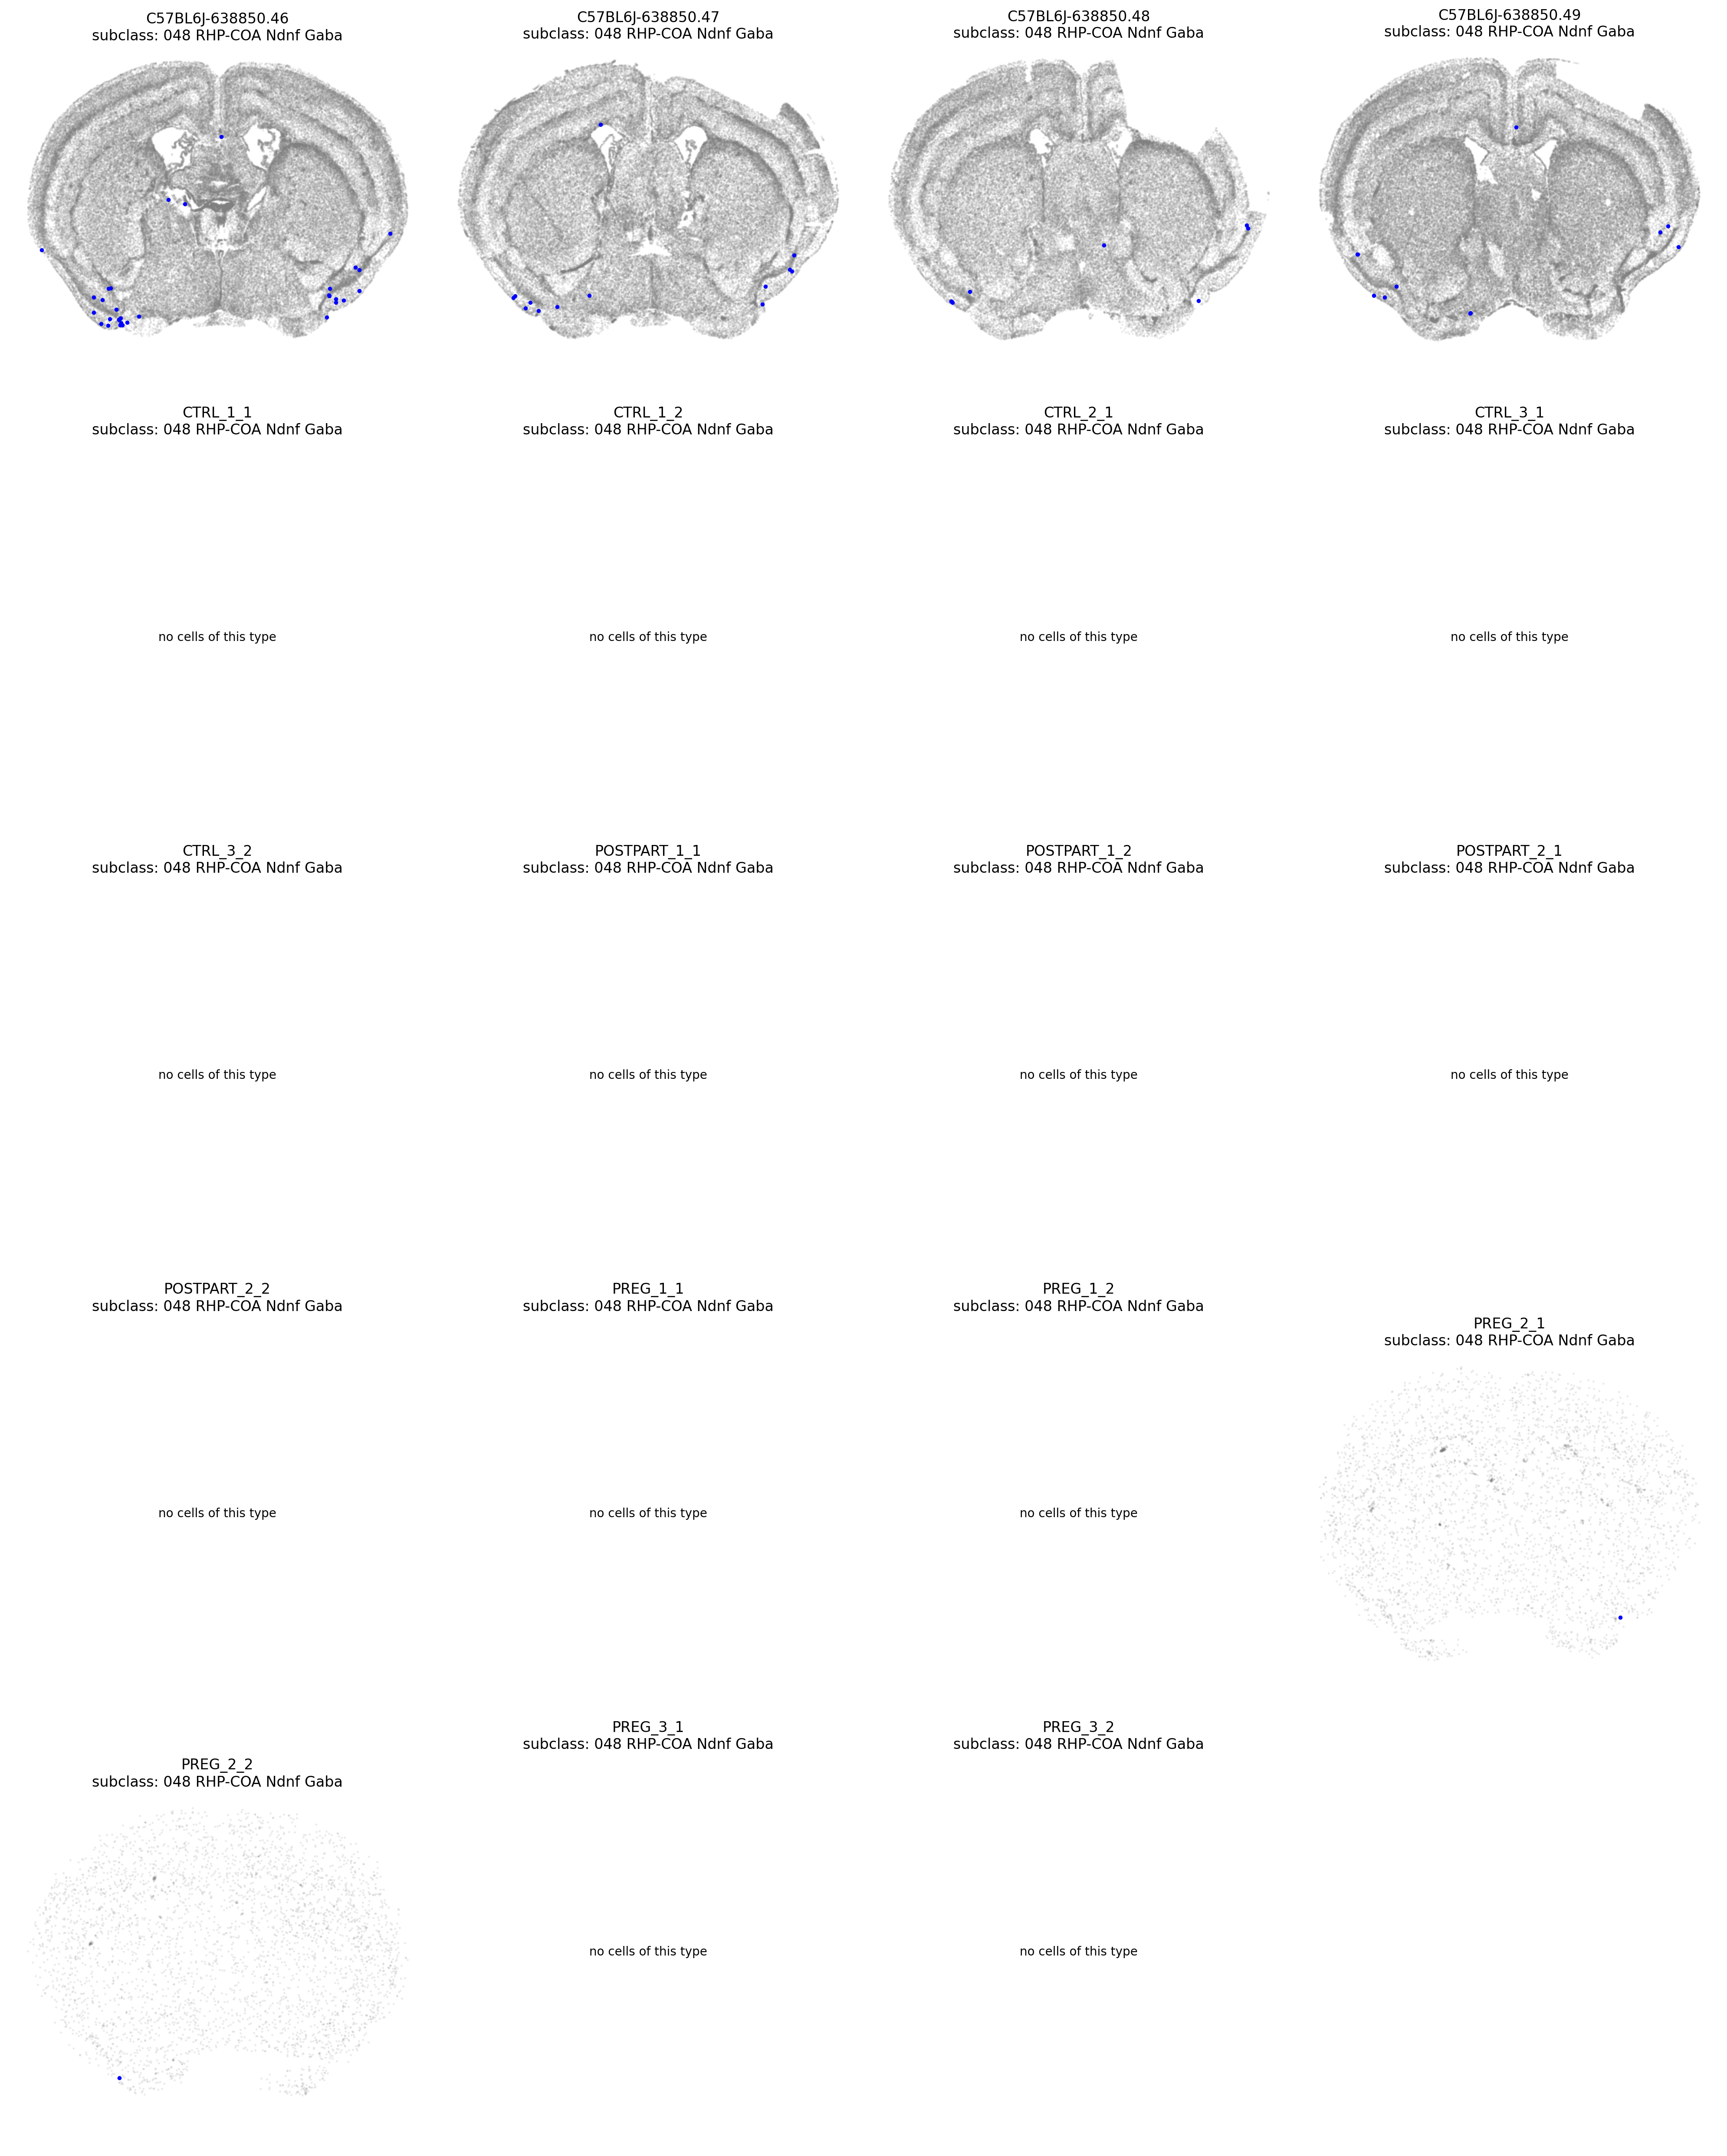 C57BL6J-638850.46
subclass: 048 RHP-COA Ndnf Gaba
C57BL6J-638850.47
subclass: 048 RHP-COA Ndnf Gaba
C57BL6J-638850.48
subclass: 048 RHP-COA Ndnf Gaba
C57BL6J-638850.49
subclass: 048 RHP-COA Ndnf Gaba
CTRL_1_1
subclass: 048 RHP-COA Ndnf Gaba
no cells of this type
CTRL_1_2
subclass: 048 RHP-COA Ndnf Gaba
no cells of this type
CTRL_2_1
subclass: 048 RHP-COA Ndnf Gaba
no cells of this type
CTRL_3_1
subclass: 048 RHP-COA Ndnf Gaba
no cells of this type
CTRL_3_2
subclass: 048 RHP-COA Ndnf Gaba
no cells of this type
POSTPART_1_1
subclass: 048 RHP-COA Ndnf Gaba
no cells of this type
POSTPART_1_2
subclass: 048 RHP-COA Ndnf Gaba
no cells of this type
POSTPART_2_1
subclass: 048 RHP-COA Ndnf Gaba
no cells of this type
POSTPART_2_2
subclass: 048 RHP-COA Ndnf Gaba
no cells of this type
PREG_1_1
subclass: 048 RHP-COA Ndnf Gaba
no cells of this type
PREG_1_2
subclass: 048 RHP-COA Ndnf Gaba
no cells of this type
PREG_2_1
subclass: 048 RHP-COA Ndnf Gaba
PREG_2_2
subclass: 048 RHP-COA Ndnf Gaba
PREG_3_1
subclass: 048 RHP-COA Ndnf Gaba
no cells of this type
PREG_3_2
subclass: 048 RHP-COA Ndnf Gaba
no cells of this type